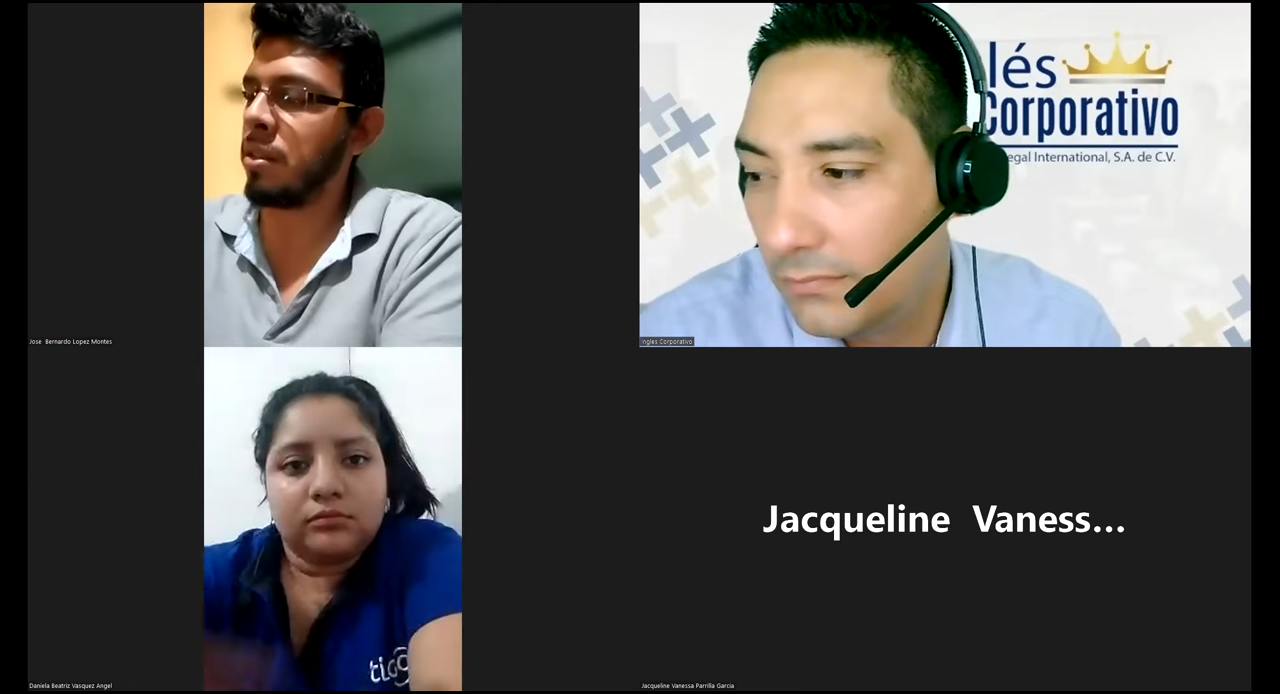 lés
Corporativo
egal International, S.A. de C.V.
Jose Bernardo Lopez Montes
Ingles Corporativo
tigo
Jacqueline Vaness...
Daniela Beatriz Vasquez Angel
Jacqueline Vanessa Parrilla Garcia